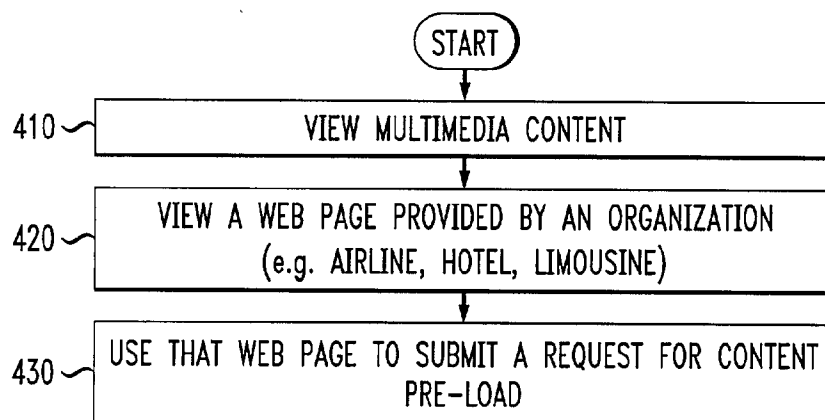 START
410 VIEW MULTIMEDIA CONTENT
420 VIEW A WEB PAGE PROVIDED BY AN ORGANIZATION
(e.g. AIRLINE, HOTEL, LIMOUSINE)
430 USE THAT WEB PAGE TO SUBMIT A REQUEST FOR CONTENT
PRE-LOAD